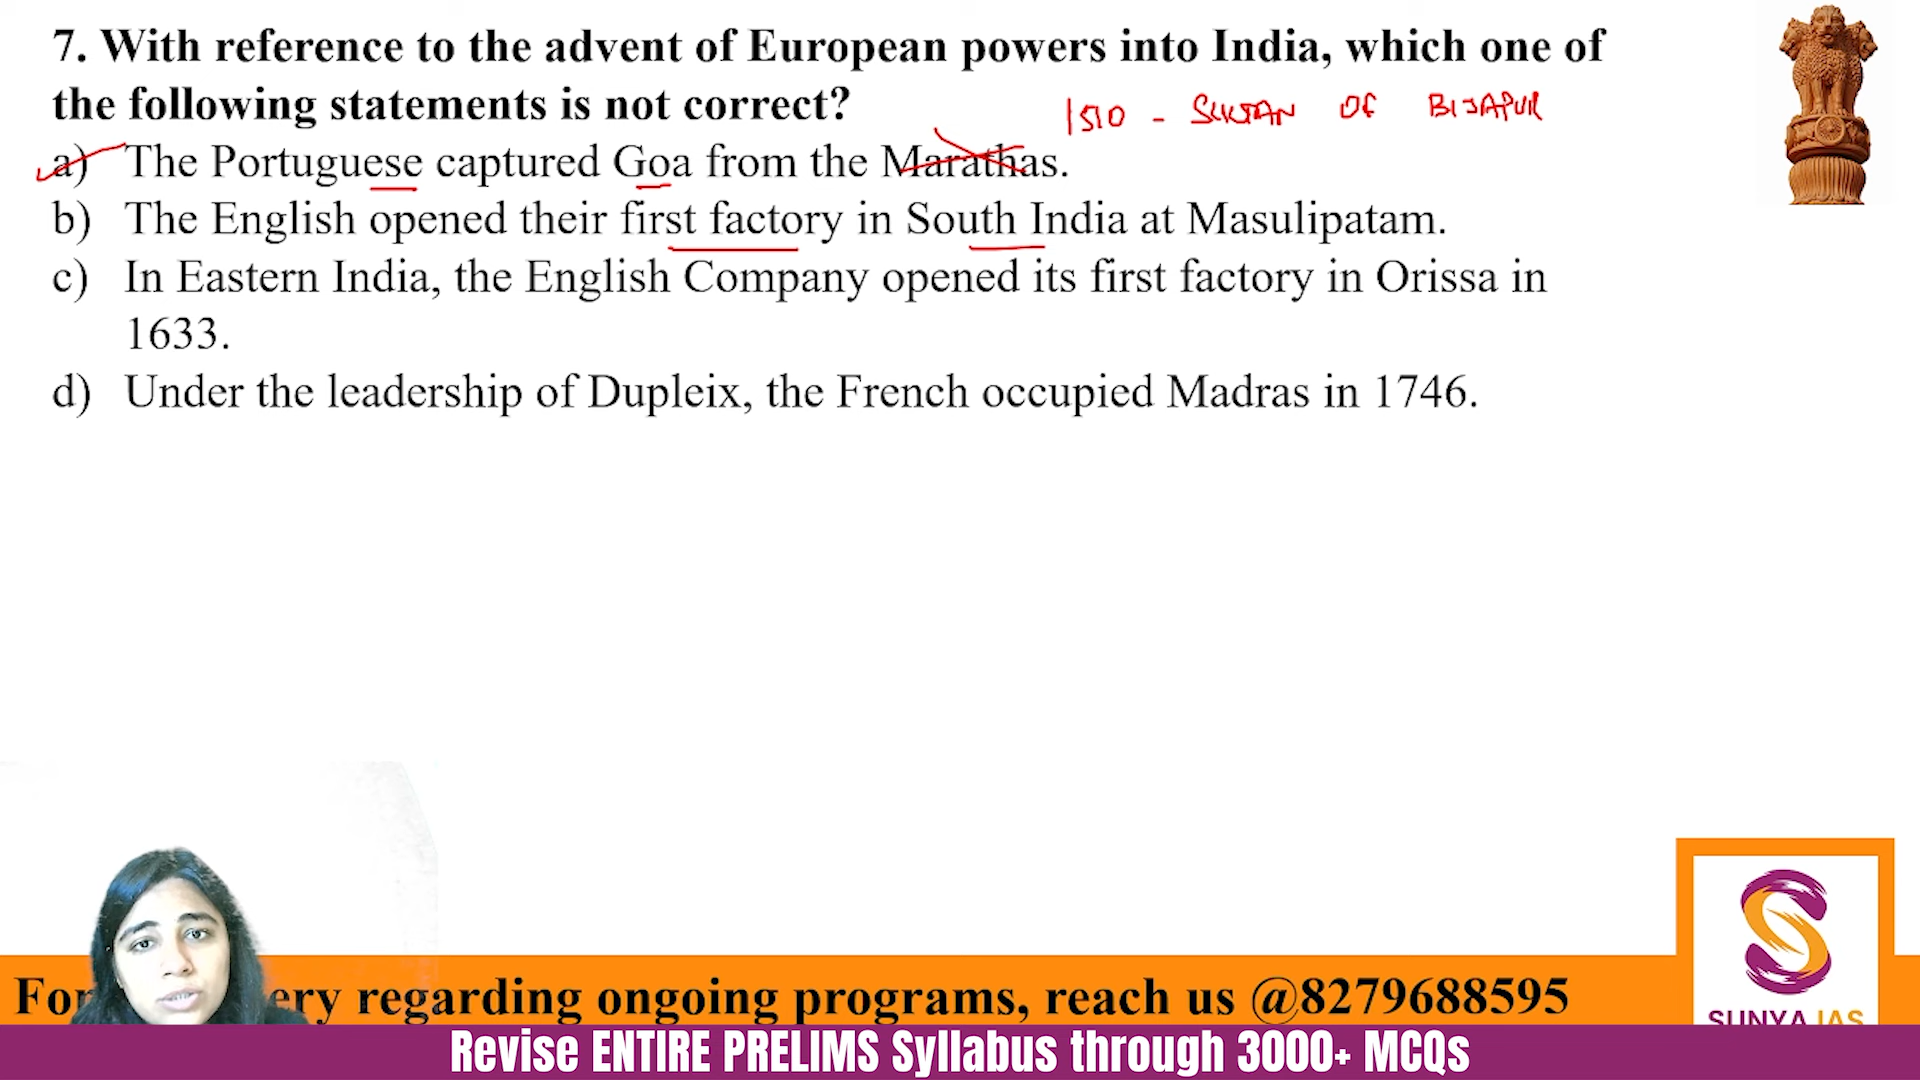 7. With reference to the advent of European powers into India, which one of
the following statements is not correct?
1510 - SULTAN OF BIJAPUR
a) The Portuguese captured Goa from the Marathas.
b) The English opened their first factory in South India at Masulipatam.
c) In Eastern India, the English Company opened its first factory in Orissa in
1633.
d) Under the leadership of Dupleix, the French occupied Madras in 1746.
For ery regarding ongoing programs, reach us @8279688595
SUNYA IAS
Revise ENTIRE PRELIMS Syllabus through 3000+ MCQs